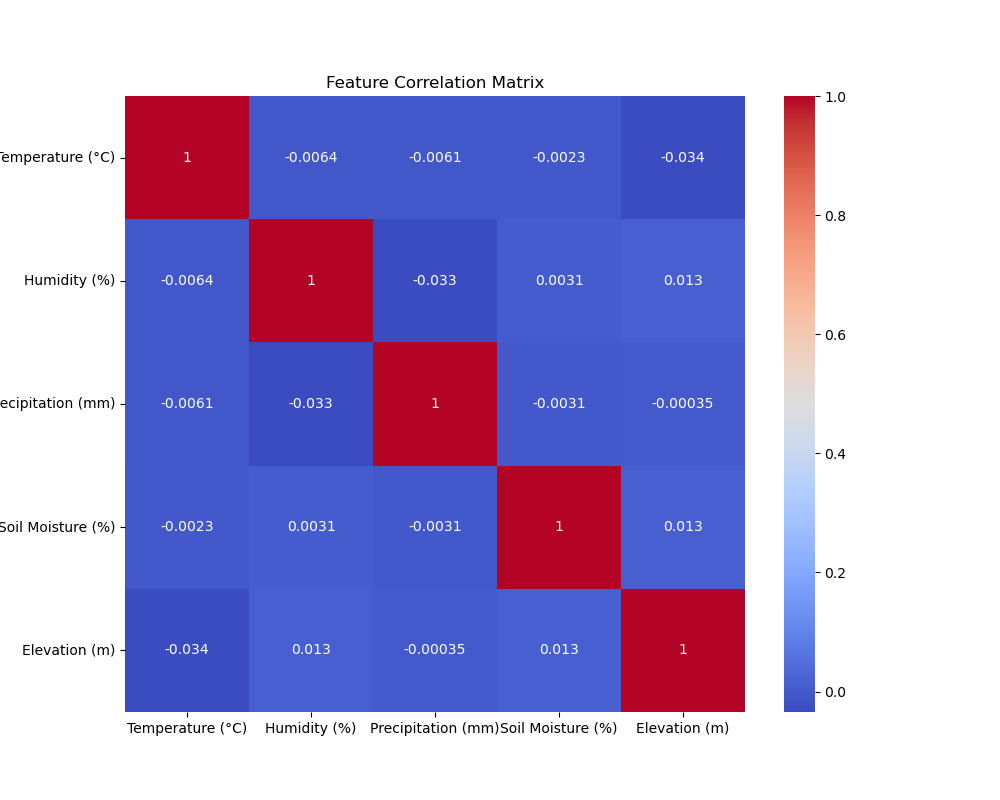 Feature Correlation Matrix
Temperature (°C) 1 -0.0064 -0.0061 -0.0023 -0.034 1.0
0.8
Humidity (%) -0.0064 1 -0.033 0.0031 0.013
0.6
ecipitation (mm) -0.0061 -0.033 1 -0.0031 -0.00035
0.4
Soil Moisture (%) -0.0023 0.0031 -0.0031 1 0.013
0.2
Elevation (m) -0.034 0.013 -0.00035 0.013 1
0.0
Temperature (°C) Humidity (%) Precipitation (mm) Soil Moisture (%) Elevation (m)